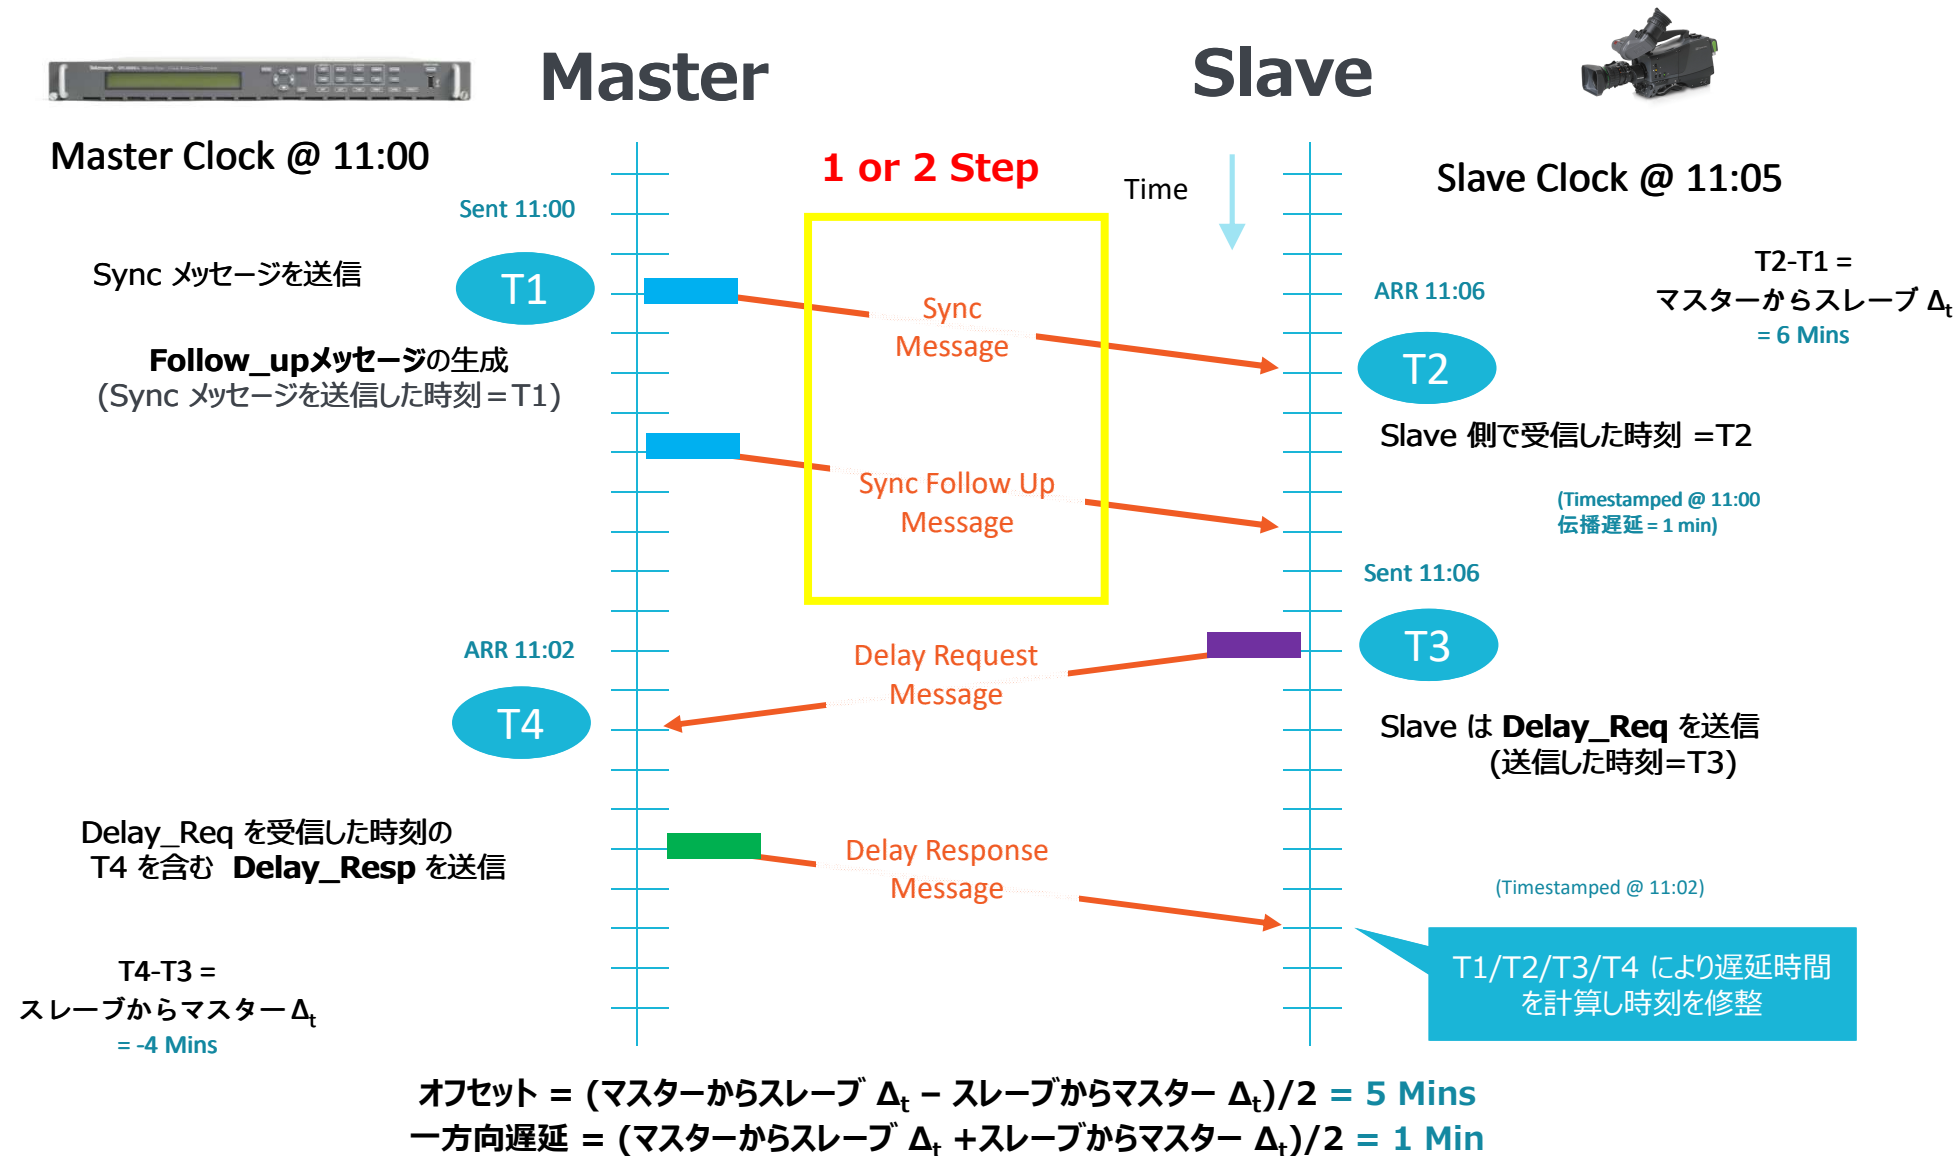 Master
Slave
Master Clock @ 11:00
1 or 2 Step
Time
Slave Clock @ 11:05
Sent 11:00
Sync メッセージを送信
T1
Sync
Message
ARR 11:06
T2-T1 =
マスターからスレーブ Δt
= 6 Mins
Follow_upメッセージの生成
(Sync メッセージを送信した時刻＝T1)
T2
Slave 側で受信した時刻 =T2
Sync Follow Up
Message
(Timestamped @ 11:00
伝播遅延 = 1 min)
Sent 11:06
T3
ARR 11:02
Delay Request
Message
T4
Slave は Delay_Req を送信
(送信した時刻=T3)
Delay_Req を受信した時刻の
T4 を含む Delay_Resp を送信
Delay Response
Message
(Timestamped @ 11:02)
T1/T2/T3/T4 により遅延時間
を計算し時刻を修整
T4-T3 =
スレーブからマスター Δt
= -4 Mins
オフセット = (マスターからスレーブ Δt – スレーブからマスター Δt)/2 = 5 Mins
一方向遅延 = (マスターからスレーブ Δt +スレーブからマスター Δt)/2 = 1 Min